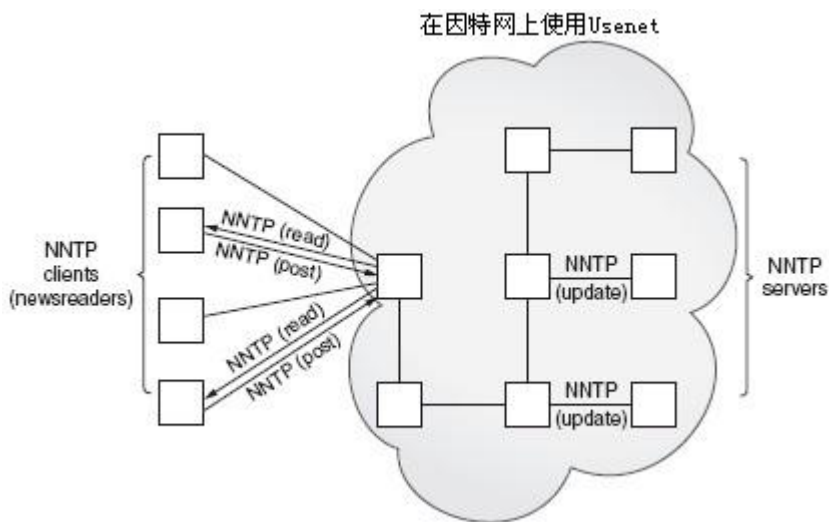 在因特网上使用Usenet
NNTP
clients
(newsreaders)
NNTP (read)
NNTP (post)
NNTP (read)
NNTP (post)
NNTP
(update)
NNTP
(update)
NNTP
servers